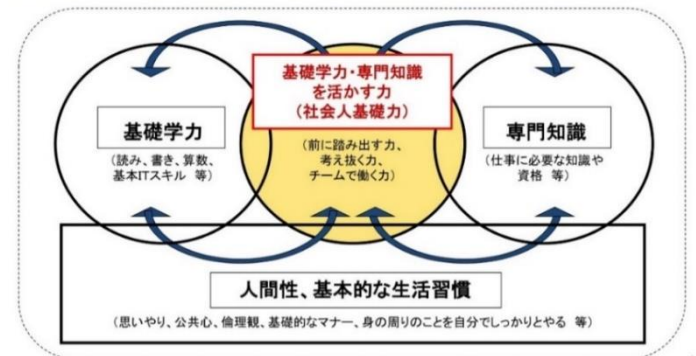 基礎学力・専門知識
を活かす力
(社会人基礎力)
(前に踏み出す力、
考え抜く力、
チームで働く力)
基礎学力
(読み、書き、算数、
基本ITスキル 等)
専門知識
(仕事に必要な知識や
資格 等)
人間性、基本的な生活習慣
(思いやり、公共心、倫理観、基礎的なマナー、身の周りのことを自分でしっかりとやる 等)